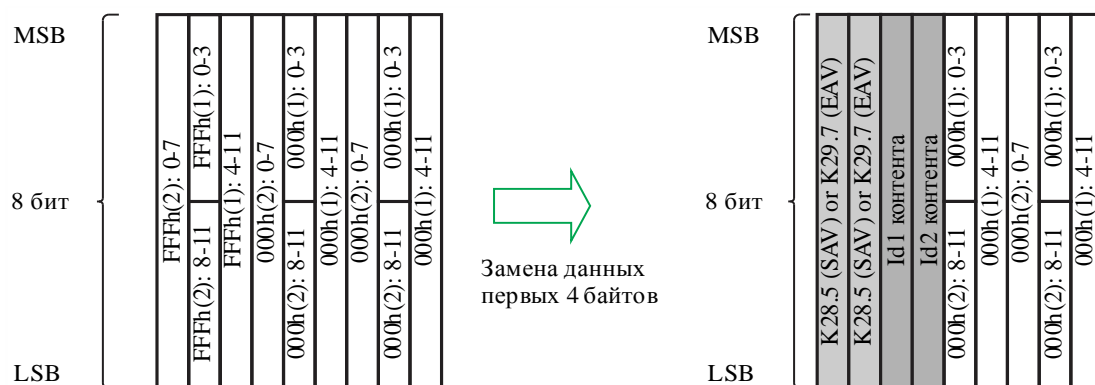 MSB
8 бит
LSB
FFFh(2): 0-7
FFFh(2): 8-11
FFFh(1): 0-3
FFFh(1): 4-11
000h(2): 0-7
000h(2): 8-11
000h(1): 0-3
000h(1): 4-11
000h(2): 0-7
000h(2): 8-11
000h(1): 0-3
000h(1): 4-11
Замена данных
первых 4 байтов
MSB
8 бит
LSB
K28.5 (SAV) or K29.7 (EAV)
K28.5 (SAV) or K29.7 (EAV)
Id1 контента
Id2 контента
000h(2): 8-11
000h(1): 0-3
000h(1): 4-11
000h(2): 0-7
000h(2): 8-11
000h(1): 0-3
000h(1): 4-11